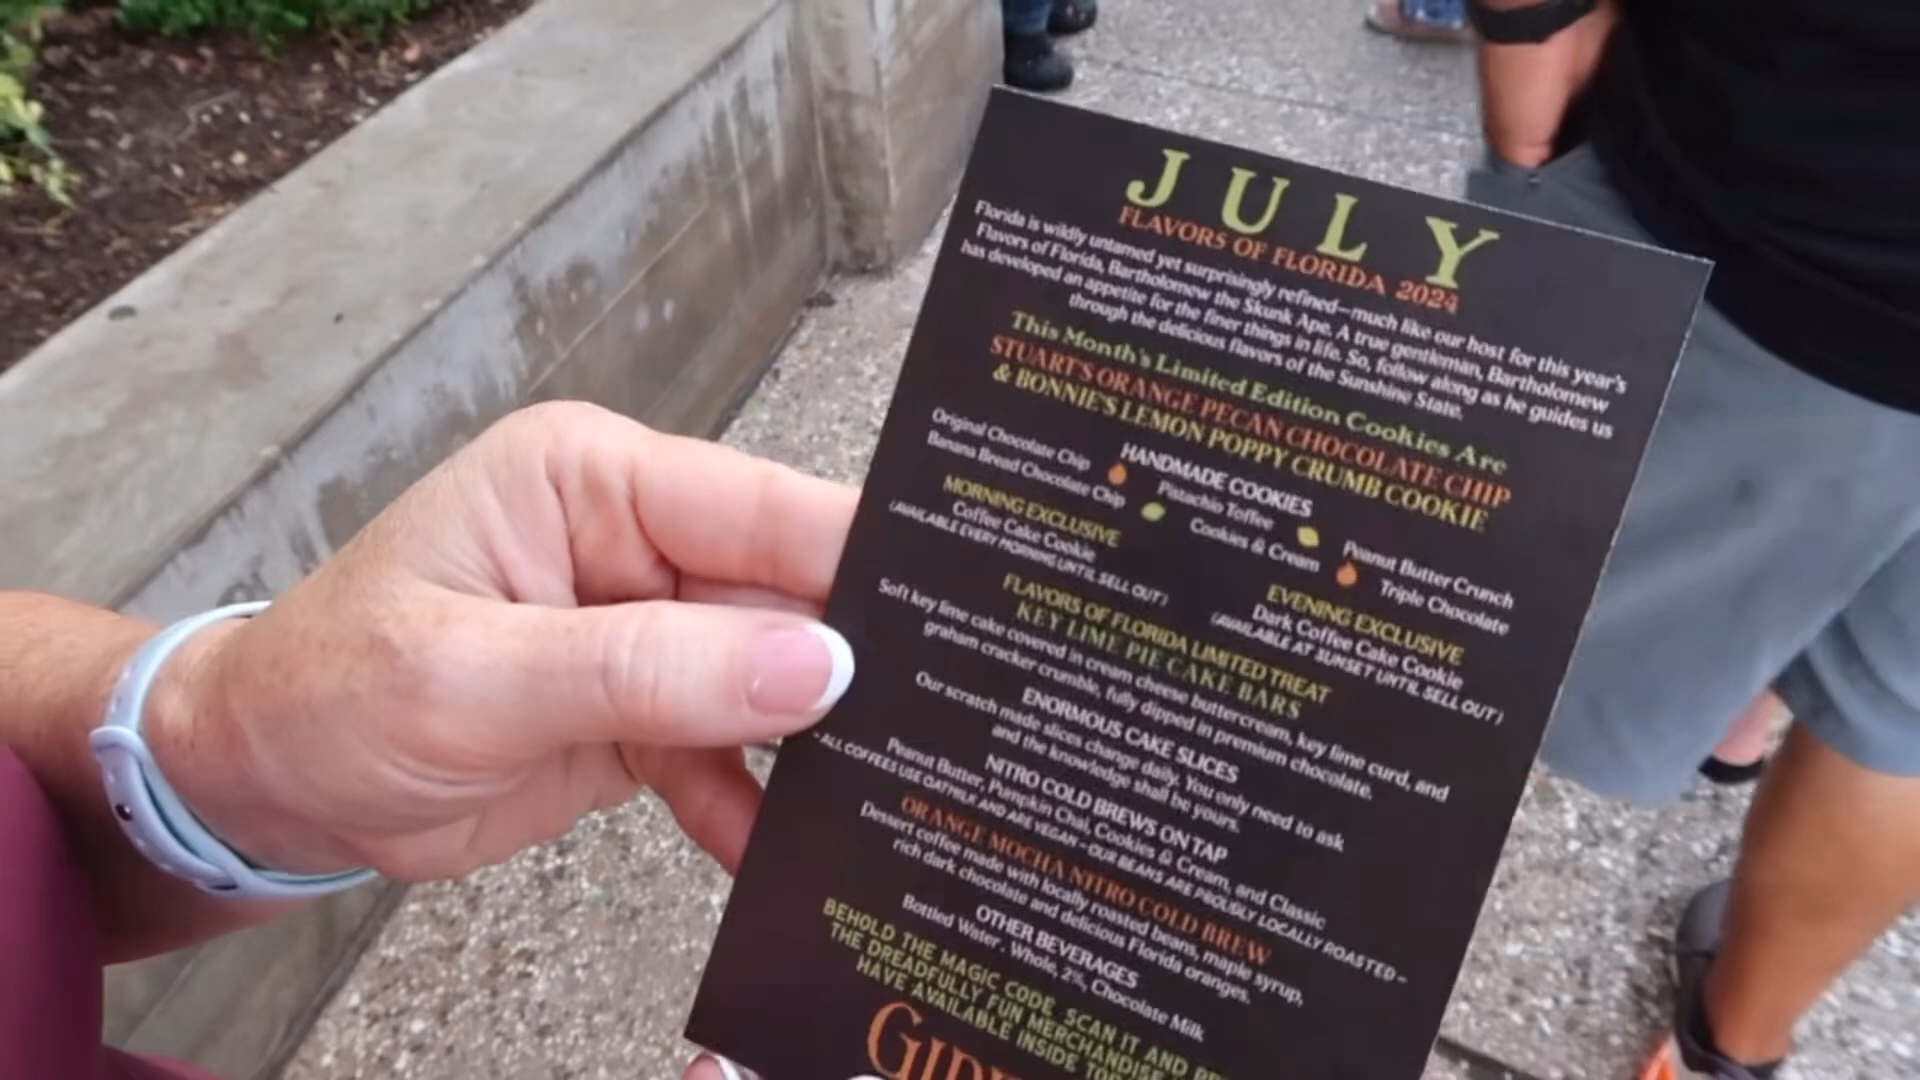 JULY
FLAVORS OF FLORIDA 2024
Florida is wildly untamed yet surprisingly refined—much like our host for this year's
Flavors of Florida, Bartholomew the Skunk Ape. A true gentleman, Bartholomew
has developed an appetite for the finer things in life. So, follow along as he guides us
through the delicious flavors of the Sunshine State.
This Month's Limited Edition Cookies Are
STUART'S ORANGE PECAN CHOCOLATE CHIP
& BONNIE'S LEMON POPPY CRUMB COOKIE
HANDMADE COOKIES
Original Chocolate Chip Pistachio Toffee Peanut Butter Crunch
Banana Bread Chocolate Chip Cookies & Cream Triple Chocolate
MORNING EXCLUSIVE
Coffee Cake Cookie
(AVAILABLE EVERY MORNING UNTIL SELL OUT)
EVENING EXCLUSIVE
Dark Coffee Cake Cookie
(AVAILABLE AT SUNSET UNTIL SELL OUT)
FLAVORS OF FLORIDA LIMITED TREAT
KEY LIME PIE CAKE BARS
Soft key lime cake covered in cream cheese buttercream, key lime curd, and
graham cracker crumble, fully dipped in premium chocolate.
ENORMOUS CAKE SLICES
Our scratch made slices change daily. You only need to ask
and the knowledge shall be yours.
NITRO COLD BREWS ON TAP
Peanut Butter, Pumpkin Chai, Cookies & Cream, and Classic
- ALL COFFEES USE OATMILK AND ARE VEGAN - OUR BEANS ARE PROUDLY LOCALLY ROASTED -
ORANGE MOCHA NITRO COLD BREW
Dessert coffee made with locally roasted beans, maple syrup,
rich dark chocolate and delicious Florida oranges.
OTHER BEVERAGES
Bottled Water . Whole, 2%, Chocolate Milk
BEHOLD THE MAGIC CODE. SCAN IT AND
THE DREADFULLY FUN MERCHANDISE
HAVE AVAILABLE INSIDE